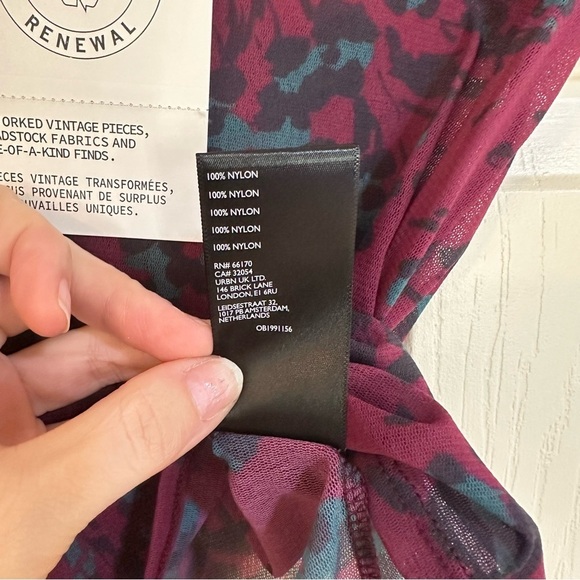 RENEWAL
ORKED VINTAGE PIECES,
ADSTOCK FABRICS AND
E-OF-A-KIND FINDS.
ECES VINTAGE TRANSFORMÉES,
SUS PROVENANT DE SURPLUS
OUVAILLES UNIQUES.
100% NYLON
100% NYLON
100% NYLON
100% NYLON
100% NYLON
RN# 66170
CA# 32054
URBN UK LTD.
146 BRICK LANE
LONDON, E1 6RU
LEIDSESTRAAT 32,
1017 PB AMSTERDAM,
NETHERLANDS
OB1991156